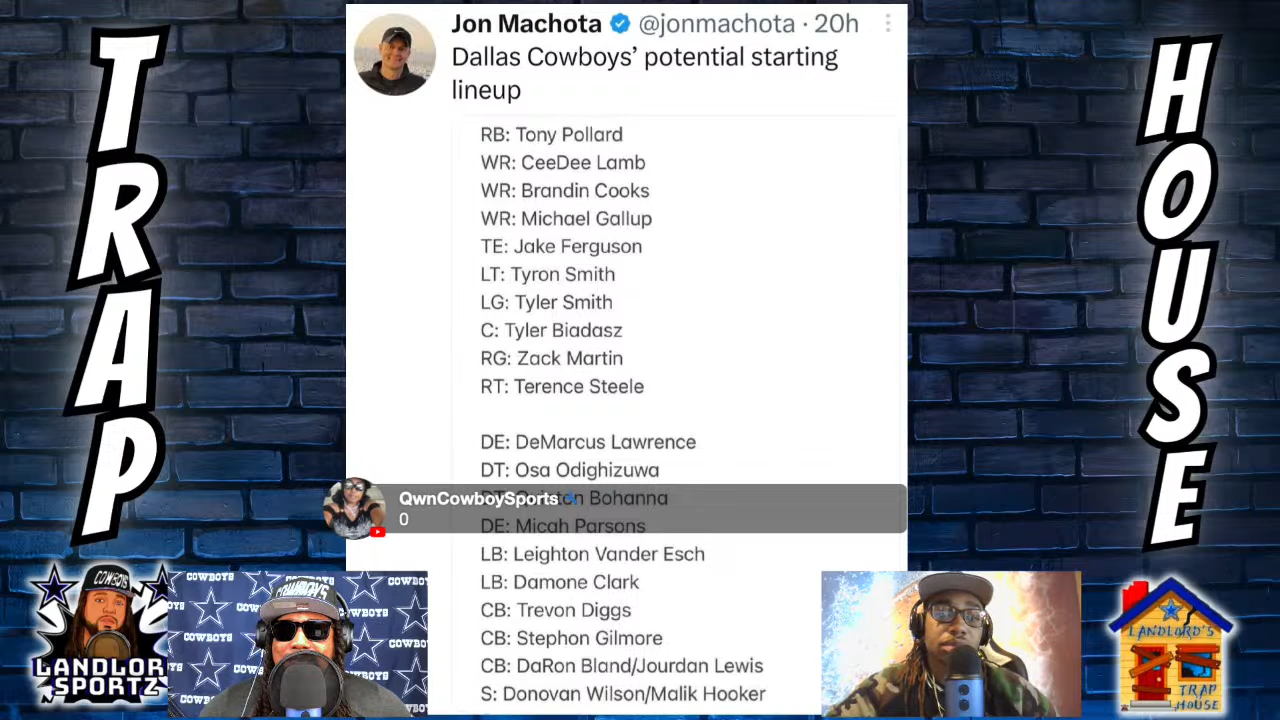 TRAP
HOUSE
Jon Machota @jonmachota · 20h
Dallas Cowboys’ potential starting
lineup
RB: Tony Pollard
WR: CeeDee Lamb
WR: Brandin Cooks
WR: Michael Gallup
TE: Jake Ferguson
LT: Tyron Smith
LG: Tyler Smith
C: Tyler Biadasz
RG: Zack Martin
RT: Terence Steele
DE: DeMarcus Lawrence
DT: Osa Odighizuwa
Bohanna
QwnCowboySports
0
DE: Micah Parsons
LB: Leighton Vander Esch
LB: Damone Clark
CB: Trevon Diggs
CB: Stephon Gilmore
CB: DaRon Bland/Jourdan Lewis
S: Donovan Wilson/Malik Hooker
COWBOYS
LANDLOR
SPORTZ
COWBOYS
COWBOYS
LANDLORD'S
TRAP
HOUSE